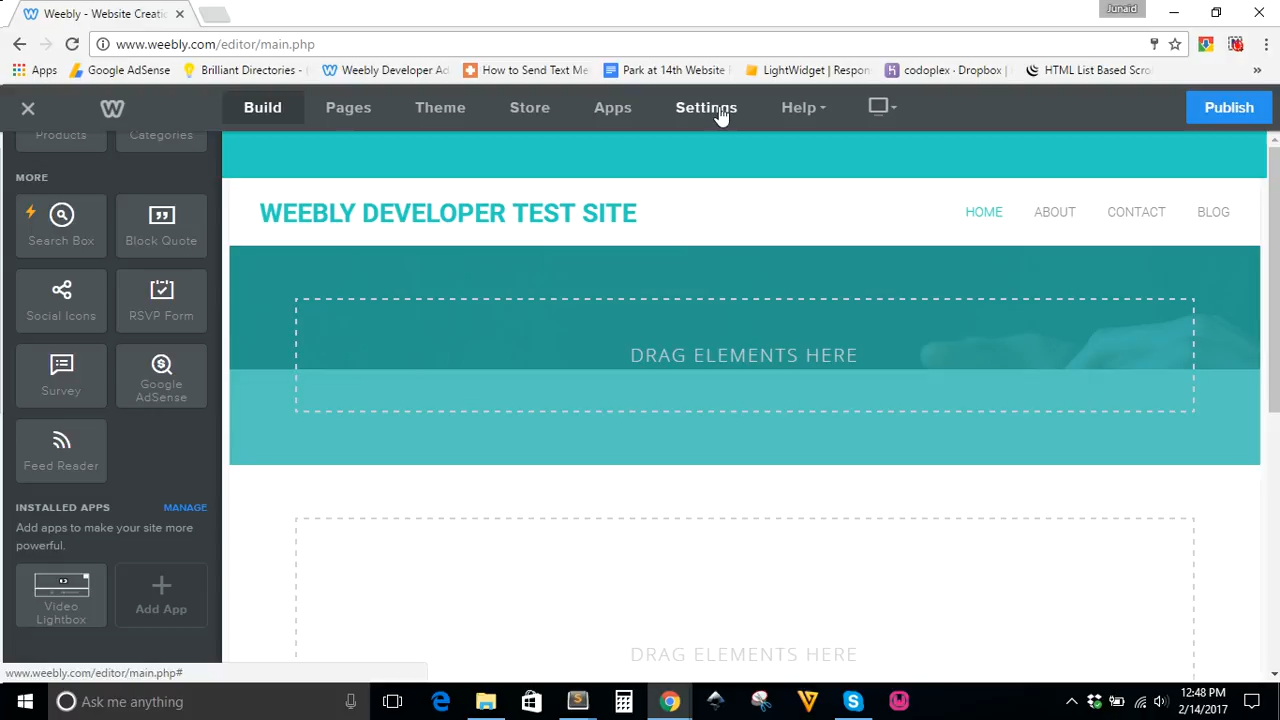 Weebly - Website Creatio
Junaid
www.weebly.com/editor/main.php
Apps
Google AdSense
Brilliant Directories -
Weebly Developer Ad
How to Send Text Me
Park at 14th Website
LightWidget | Respon
codoplex · Dropbox
HTML List Based Scro
»
Build
Pages
Theme
Store
Apps
Settings
Help
Publish
Products
Categories
MORE
Search Box
Block Quote
Social Icons
RSVP Form
Survey
Google
AdSense
Feed Reader
INSTALLED APPS
MANAGE
Add apps to make your site more
powerful.
Video
Lightbox
Add App
WEEBLY DEVELOPER TEST SITE
HOME
ABOUT
CONTACT
BLOG
DRAG ELEMENTS HERE
DRAG ELEMENTS HERE
www.weebly.com/editor/main.php#
Ask me anything
12:48 PM
2/14/2017